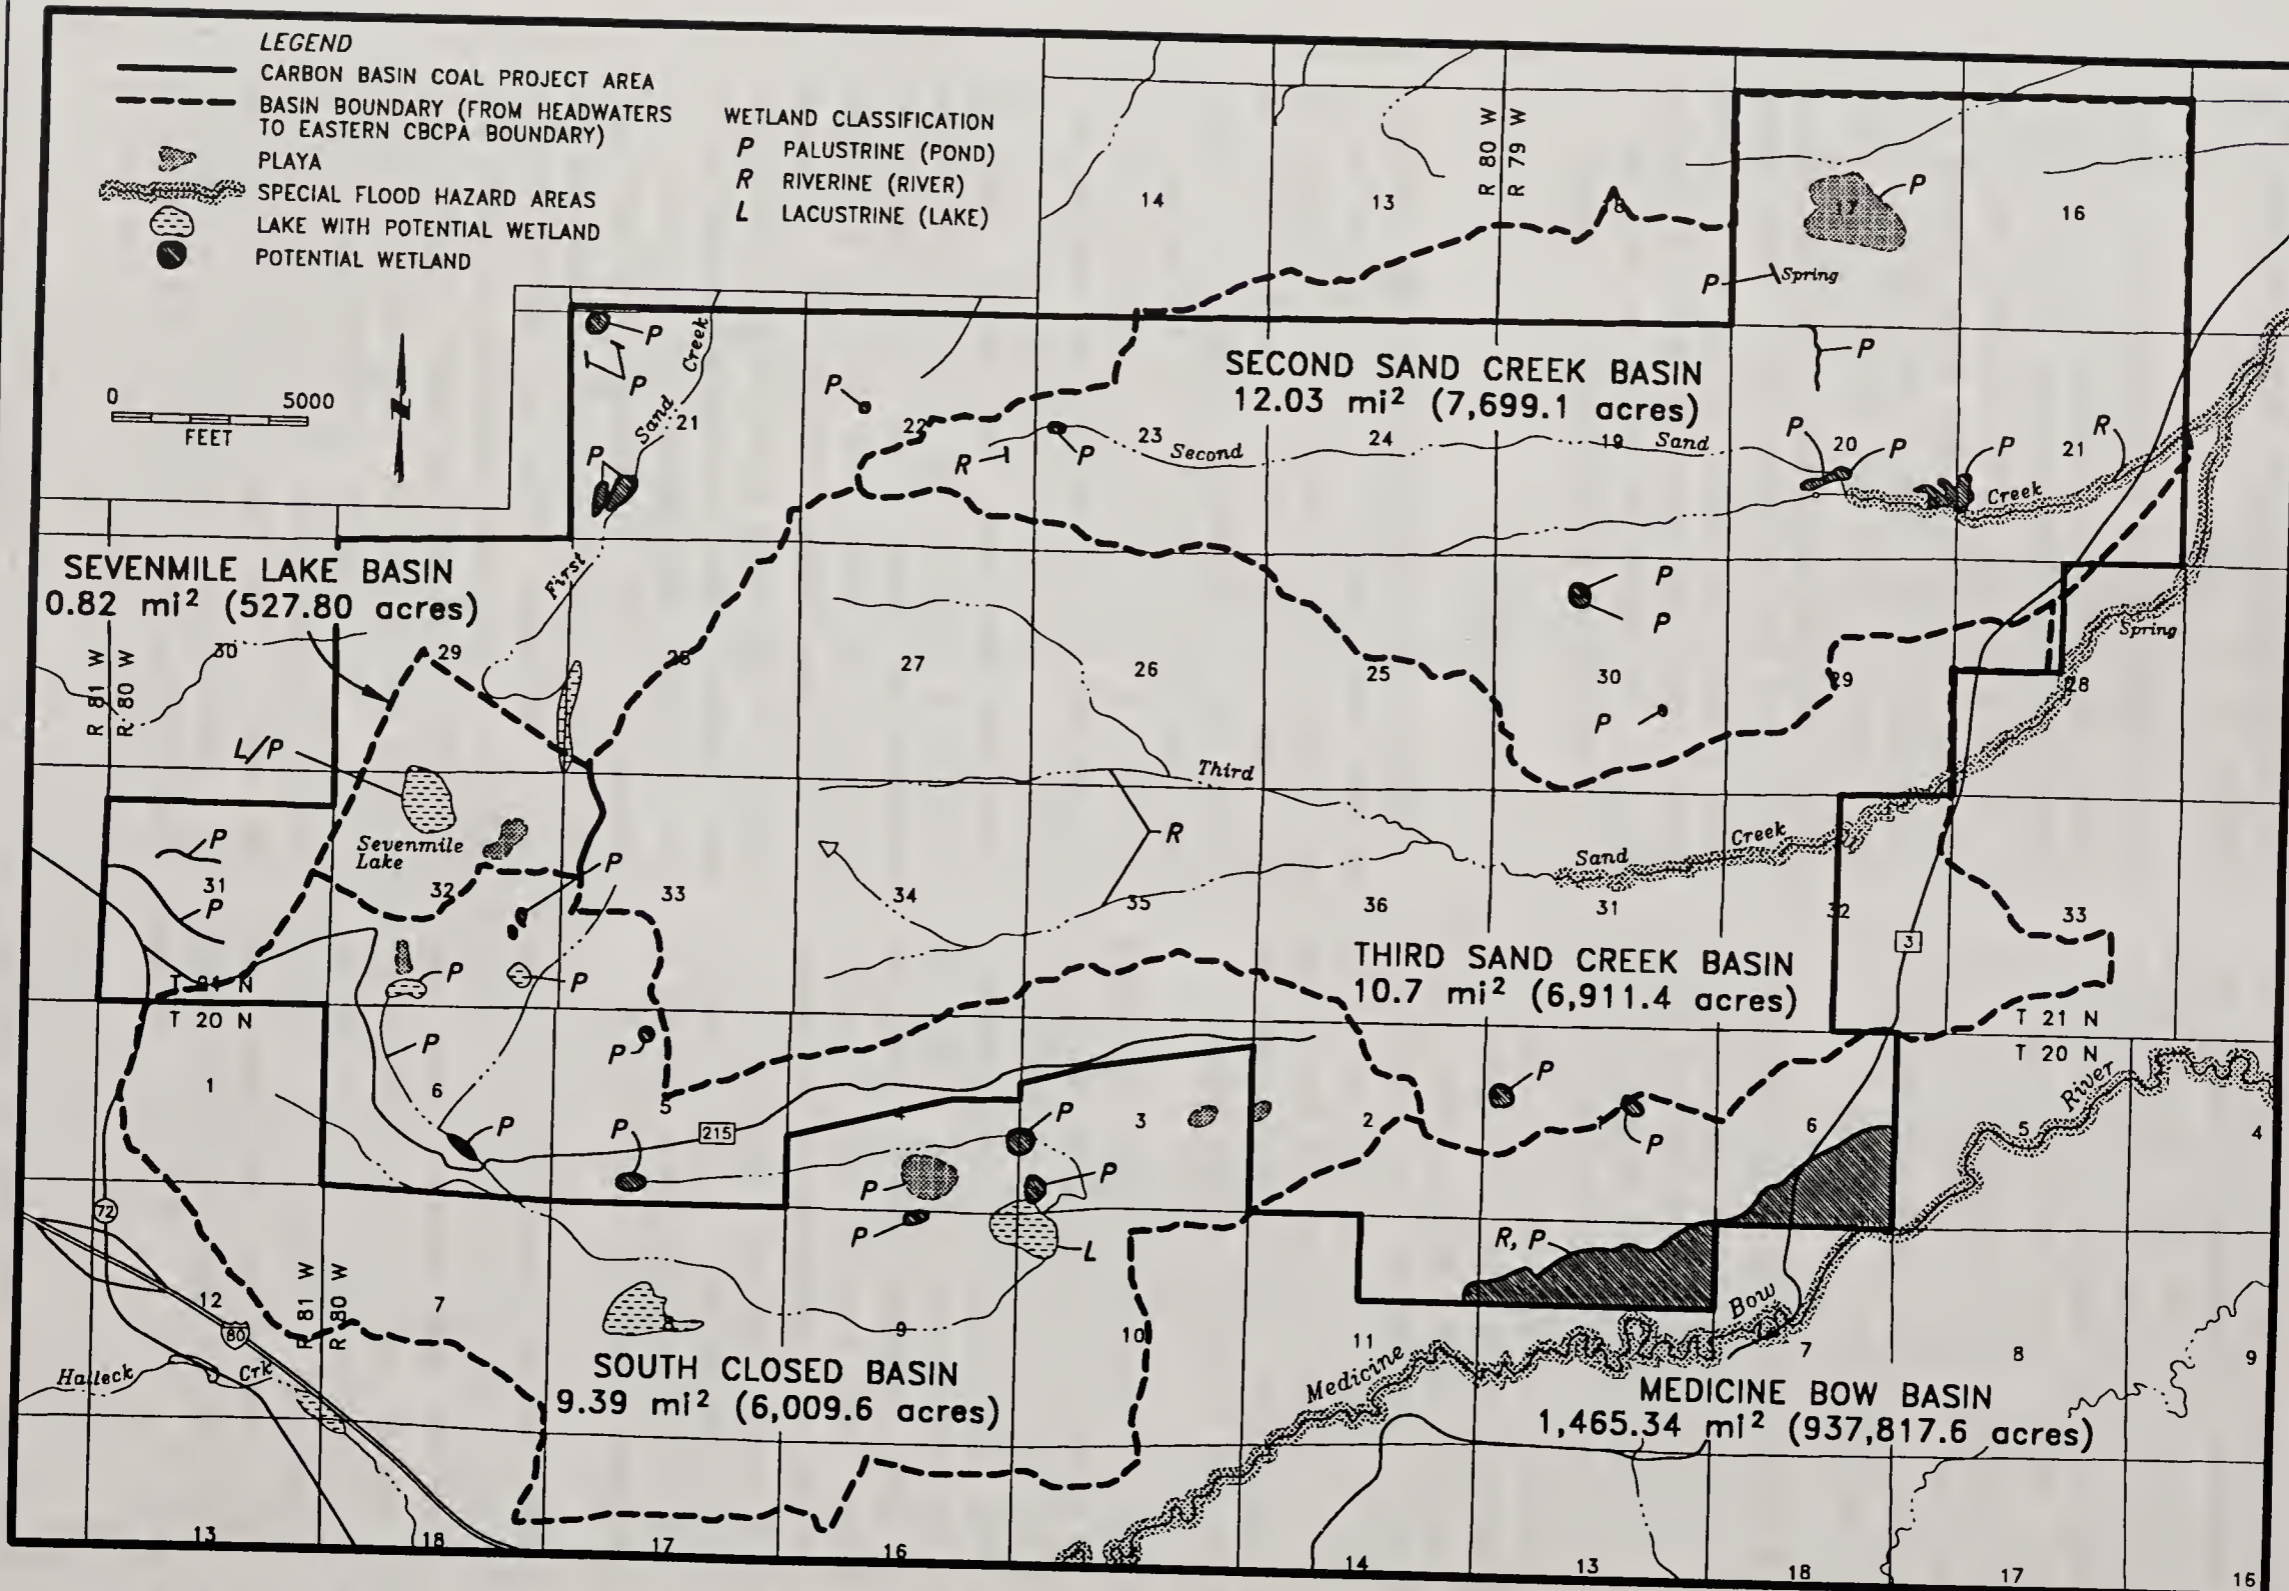 LEGEND
CARBON BASIN COAL PROJECT AREA
BASIN BOUNDARY (FROM HEADWATERS
TO EASTERN CBCPA BOUNDARY)
PLAYA
SPECIAL FLOOD HAZARD AREAS
LAKE WITH POTENTIAL WETLAND
POTENTIAL WETLAND
WETLAND CLASSIFICATION
P PALUSTRINE (POND)
R RIVERINE (RIVER)
L LACUSTRINE (LAKE)
0 5000
FEET
N
R 80 W
R 79 W
14
13
17
16
P
P
Spring
P
P
Creek
Sand
21
P
First
P
22
R
P
23
Second
24
19
Sand
P
20
P
P
21
R
Creek
P
SECOND SAND CREEK BASIN
12.03 mi² (7,699.1 acres)
SEVENMILE LAKE BASIN
0.82 mi² (527.80 acres)
R 81 W
R 80 W
30
29
28
27
26
25
30
P
P
P
29
28
Spring
L/P
Sevenmile
Lake
Third
R
Sand
Creek
P
31
P
32
P
33
34
35
36
31
32
33
3
T 21 N
T 20 N
P
P
P
P
THIRD SAND CREEK BASIN
10.7 mi² (6,911.4 acres)
T 21 N
T 20 N
1
6
5
4
3
2
6
5
4
P
P
215
P
P
P
P
L
P
P
R, P
River
Bow
Medicine
72
12
R 81 W
R 80 W
7
80
Halleck
Crk
9
10
11
7
8
9
SOUTH CLOSED BASIN
9.39 mi² (6,009.6 acres)
MEDICINE BOW BASIN
1,465.34 mi² (937,817.6 acres)
13
18
17
16
14
13
18
17
16